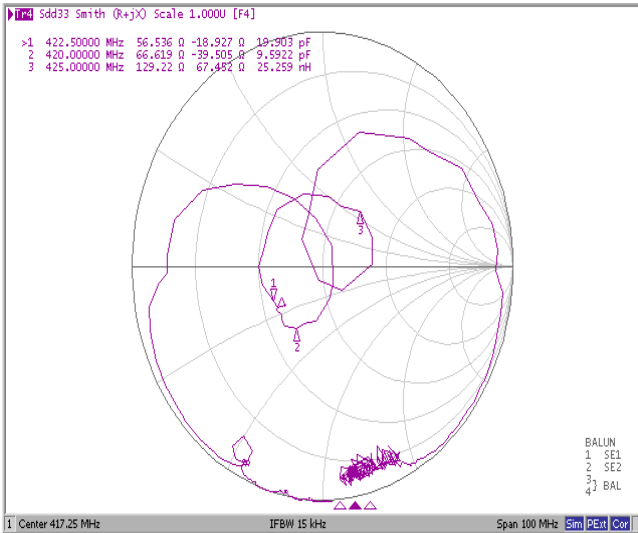 Tr4 Sdd33 Smith (R+jX) Scale 1.000U [F4]
>1 422.50000 MHz 56.536 Ω -18.927 Ω 19.903 pF
2 420.00000 MHz 66.619 Ω -39.505 Ω 9.5922 pF
3 425.00000 MHz 129.22 Ω 67.452 Ω 25.259 nH
3
1
2
BALUN
1 SE1
2 SE2
3
4 } BAL
1 Center 417.25 MHz IFBW 15 kHz Span 100 MHz Sim PExt Cor